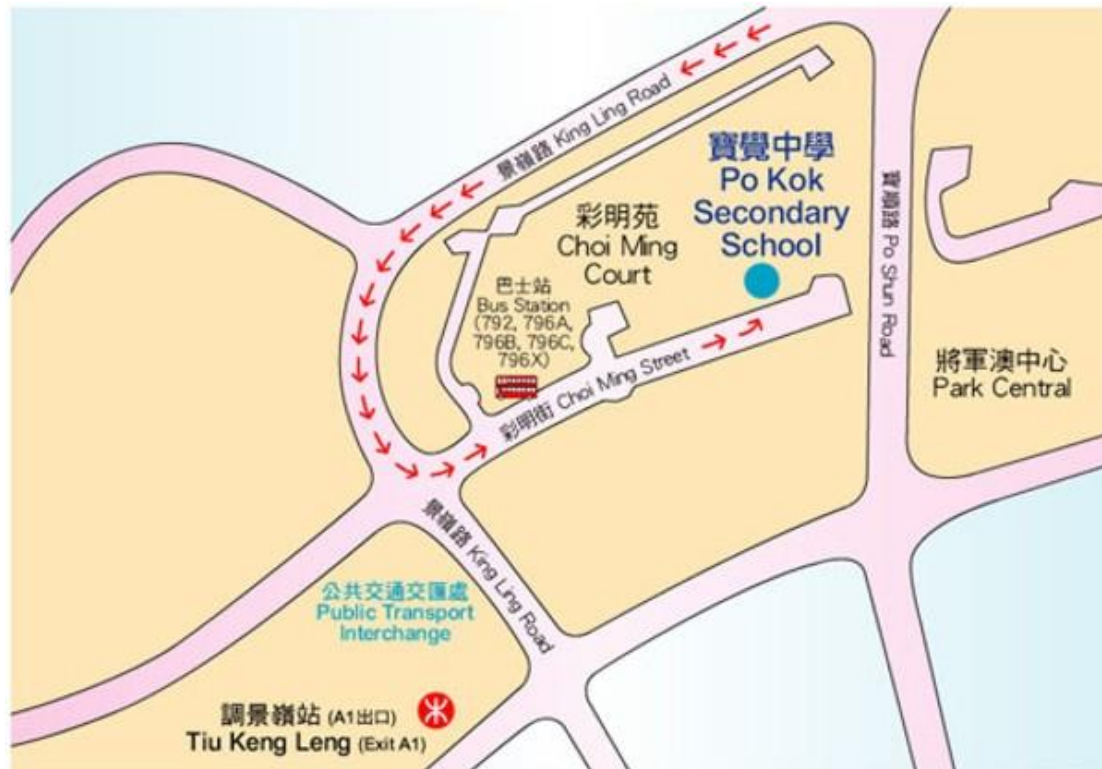 景嶺路 King Ling Road
寶覺中學
Po Kok
Secondary
School
彩明苑
Choi Ming
Court
寶順路 Po Shun Road
巴士站
Bus Station
(792, 796A,
796B, 796C,
796X)
將軍澳中心
Park Central
彩明街 Choi Ming Street
景嶺路 King Ling Road
公共交通交匯處
Public Transport
Interchange
調景嶺站 (A1出口)
Tiu Keng Leng (Exit A1)